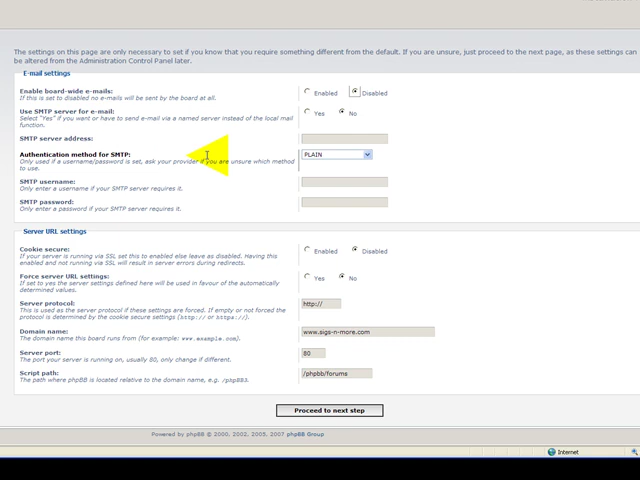 The settings on this page are only necessary to set if you know that you require something different from the default. If you are unsure, just proceed to the next page, as these settings can
be altered from the Administration Control Panel later.
E-mail settings
Enable board-wide e-mails:
If this is set to disabled no e-mails will be sent by the board at all.
Enabled Disabled
Use SMTP server for e-mail:
Select "Yes" if you want or have to send e-mail via a named server instead of the local mail
function.
Yes No
SMTP server address:
Authentication method for SMTP:
Only used if a username/password is set, ask your provider if you are unsure which method
to use.
PLAIN
SMTP username:
Only enter a username if your SMTP server requires it.
SMTP password:
Only enter a password if your SMTP server requires it.
Server URL settings
Cookie secure:
If your server is running via SSL set this to enabled else leave as disabled. Having this
enabled and not running via SSL will result in server errors during redirects.
Enabled Disabled
Force server URL settings:
If set to yes the server settings defined here will be used in favour of the automatically
determined values.
Yes No
Server protocol:
This is used as the server protocol if these settings are forced. If empty or not forced the
protocol is determined by the cookie secure settings (http:// or https://).
http://
Domain name:
The domain name this board runs from (for example: www.example.com).
www.sigs-n-more.com
Server port:
The port your server is running on, usually 80, only change if different.
80
Script path:
The path where phpBB is located relative to the domain name, e.g. /phpBB3.
/phpbb/forums
Proceed to next step
Powered by phpBB © 2000, 2002, 2005, 2007 phpBB Group
Internet